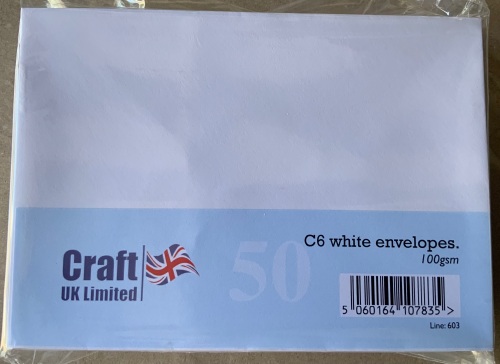 Craft
UK Limited
50
C6 white envelopes.
100gsm
5 060164 107835 >
Line: 603